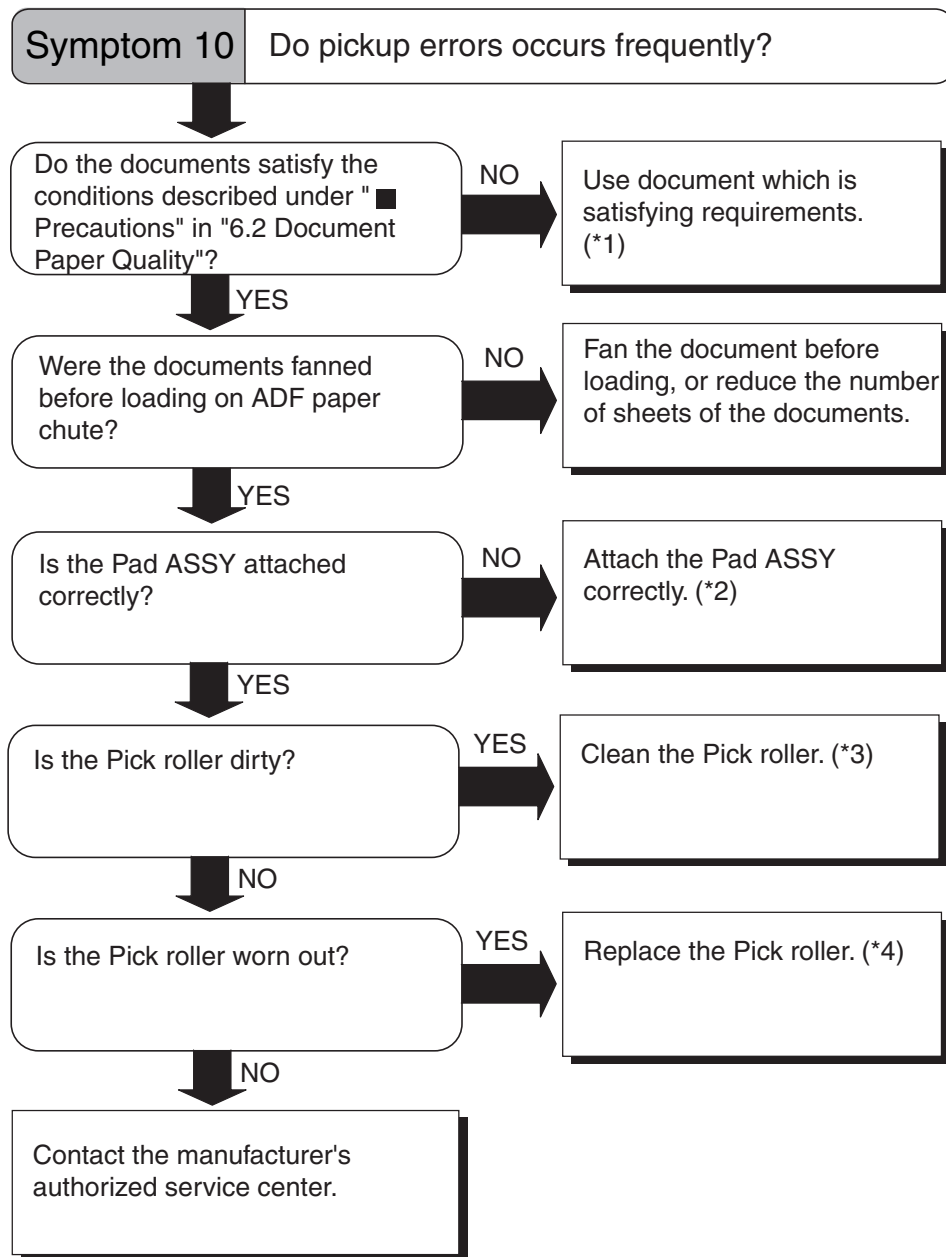 Symptom 10 Do pickup errors occurs frequently?
Do the documents satisfy the
conditions described under " ■
Precautions" in "6.2 Document
Paper Quality"?
NO
Use document which is
satisfying requirements.
(*1)
YES
Were the documents fanned
before loading on ADF paper
chute?
NO
Fan the document before
loading, or reduce the number
of sheets of the documents.
YES
Is the Pad ASSY attached
correctly?
NO
Attach the Pad ASSY
correctly. (*2)
YES
Is the Pick roller dirty?
YES
Clean the Pick roller. (*3)
NO
Is the Pick roller worn out?
YES
Replace the Pick roller. (*4)
NO
Contact the manufacturer's
authorized service center.